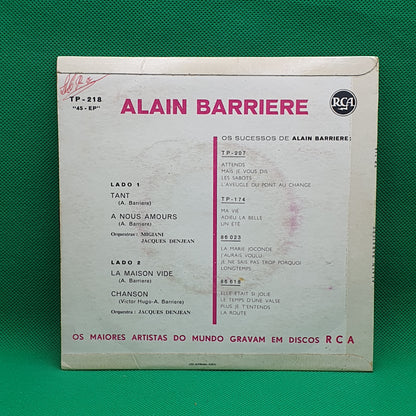 TP - 218
"45 - EP"
ALAIN BARRIERE
RCA
LADO 1
TANT
(A. Barriere)
A NOUS AMOURS
(A. Barriere)
Orquestras : MIGIANI
JACQUES DENJEAN
LADO 2
LA MAISON VIDE
(A. Barriere)
CHANSON
(Victor Hugo-A. Barriere)
Orquestra : JACQUES DENJEAN
OS SUCESSOS DE ALAIN BARRIERE:
TP-207
ATTENDS
MAIS JE VOUS DIS
LES SABOTS
L'AVEUGLE DU PONT AU CHANGE
TP-174
MA VIE
ADIEU LA BELLE
UN ÉTÉ
86 023
LA MARIE JOCONDE
J'AURAIS VOULU
JE NE SAIS PAS TROP PORQUOI
LONGTEMPS
86 618
ELLE ÉTAIT SI JOLIE
LE TEMPS D'UNE VALSE
PLUS JE T'ENTENDS
LA ROUTE
OS MAIORES ARTISTAS DO MUNDO GRAVAM EM DISCOS RCA